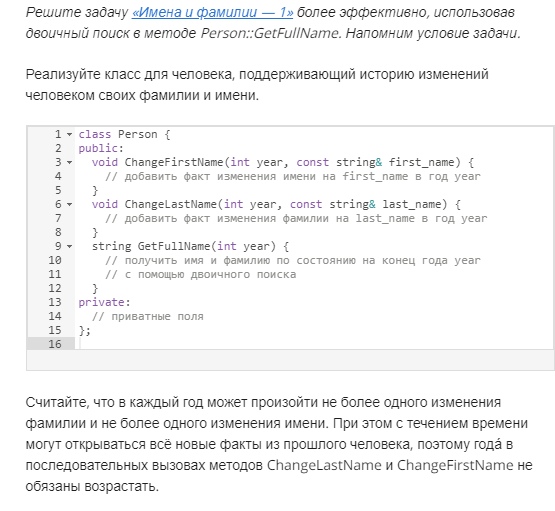 Решите задачу «Имена и фамилии — 1» более эффективно, использовав
двоичный поиск в методе Person::GetFullName. Напомним условие задачи.
Реализуйте класс для человека, поддерживающий историю изменений
человеком своих фамилии и имени.
1 class Person {
2 public:
3 void ChangeFirstName(int year, const string& first_name) {
4 // добавить факт изменения имени на first_name в год year
5 }
6 void ChangeLastName(int year, const string& last_name) {
7 // добавить факт изменения фамилии на last_name в год year
8 }
9 string GetFullName(int year) {
10 // получить имя и фамилию по состоянию на конец года year
11 // с помощью двоичного поиска
12 }
13 private:
14 // приватные поля
15 };
16
Считайте, что в каждый год может произойти не более одного изменения
фамилии и не более одного изменения имени. При этом с течением времени
могут открываться всё новые факты из прошлого человека, поэтому года́ в
последовательных вызовах методов ChangeLastName и ChangeFirstName не
обязаны возрастать.